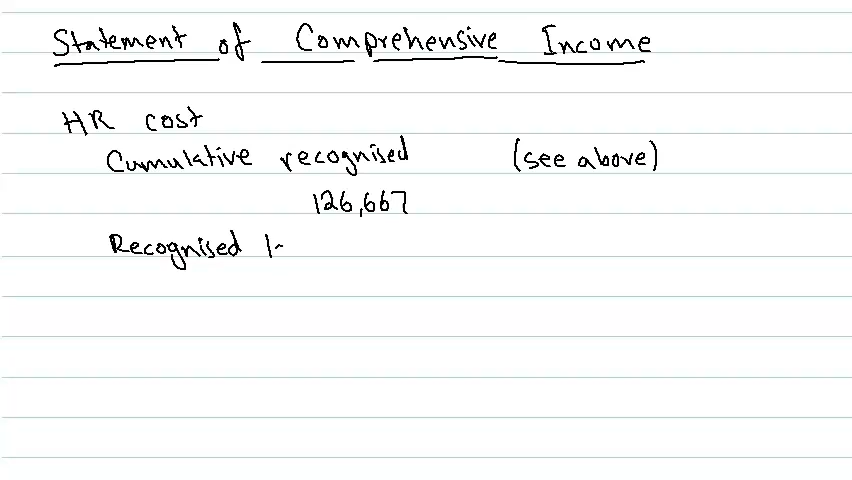 Statement of Comprehensive Income
HR cost
Cumulative recognised (see above)
126,667
Recognised